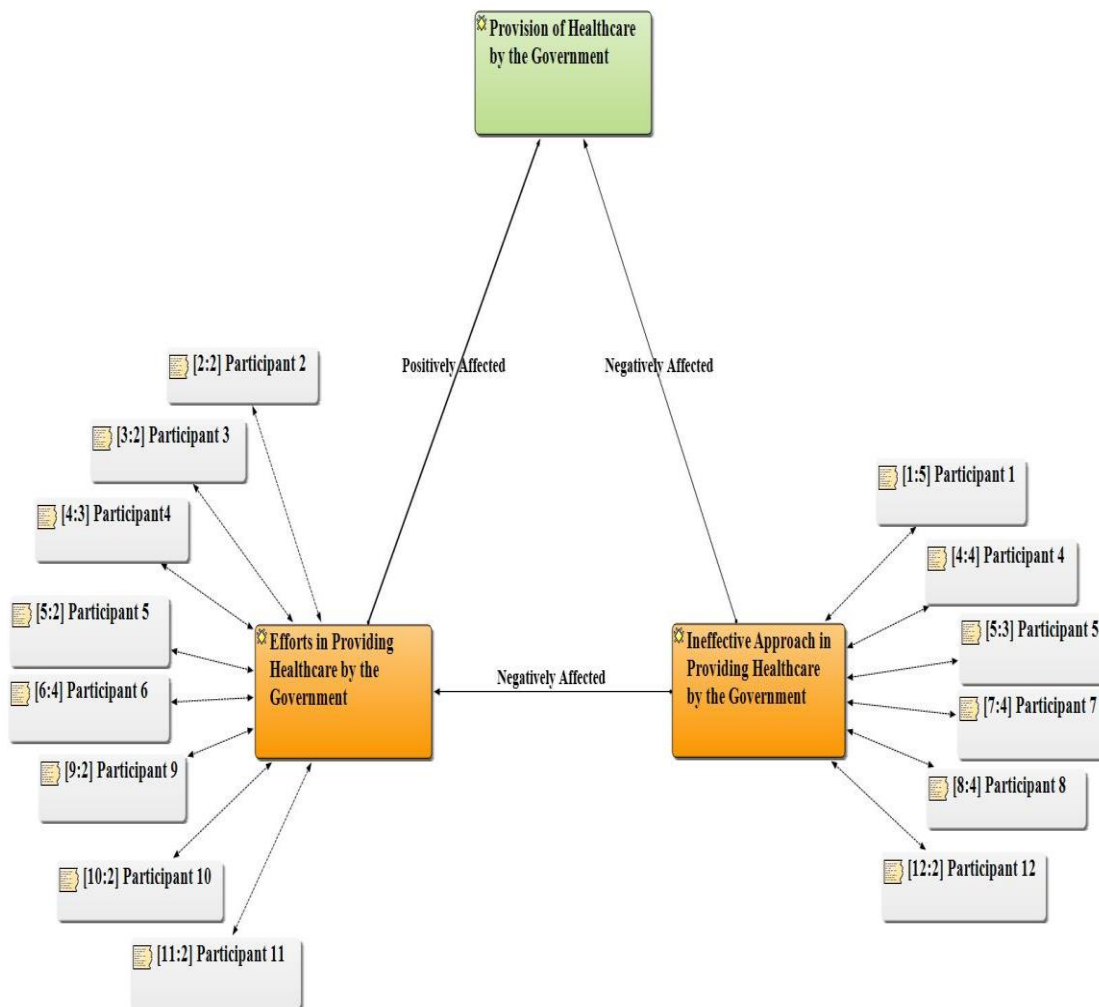 Provision of Healthcare
by the Government
Positively Affected
Negatively Affected
[2:2] Participant 2
[3:2] Participant 3
[4:3] Participant4
[5:2] Participant 5
[6:4] Participant 6
[9:2] Participant 9
[10:2] Participant 10
[11:2] Participant 11
Efforts in Providing
Healthcare by the
Government
Negatively Affected
Ineffective Approach in
Providing Healthcare
by the Government
[1:5] Participant 1
[4:4] Participant 4
[5:3] Participant 5
[7:4] Participant 7
[8:4] Participant 8
[12:2] Participant 12